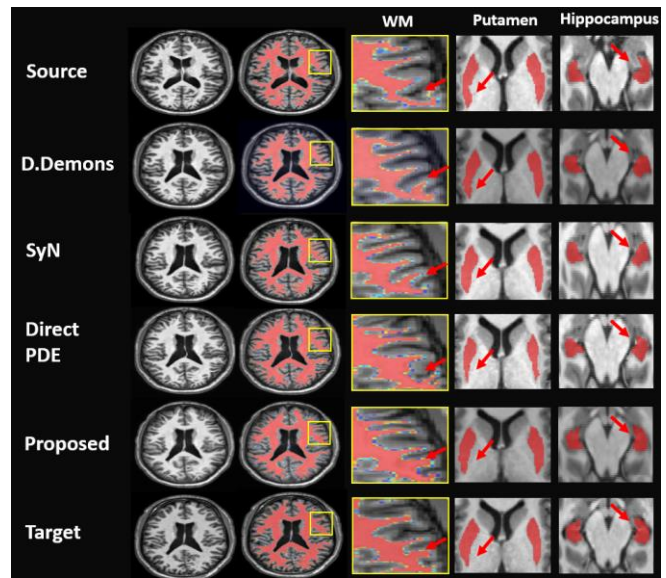 WM Putamen Hippocampus
Source
D.Demons
SyN
Direct
PDE
Proposed
Target